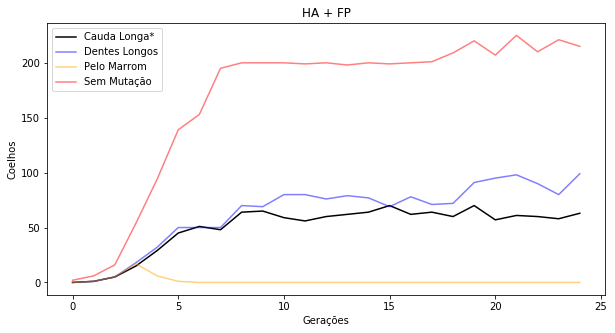 HA + FP
Cauda Longa*
Dentes Longos
Pelo Marrom
Sem Mutação
Coelhos
200
150
100
50
0
0 5 10 15 20 25
Gerações